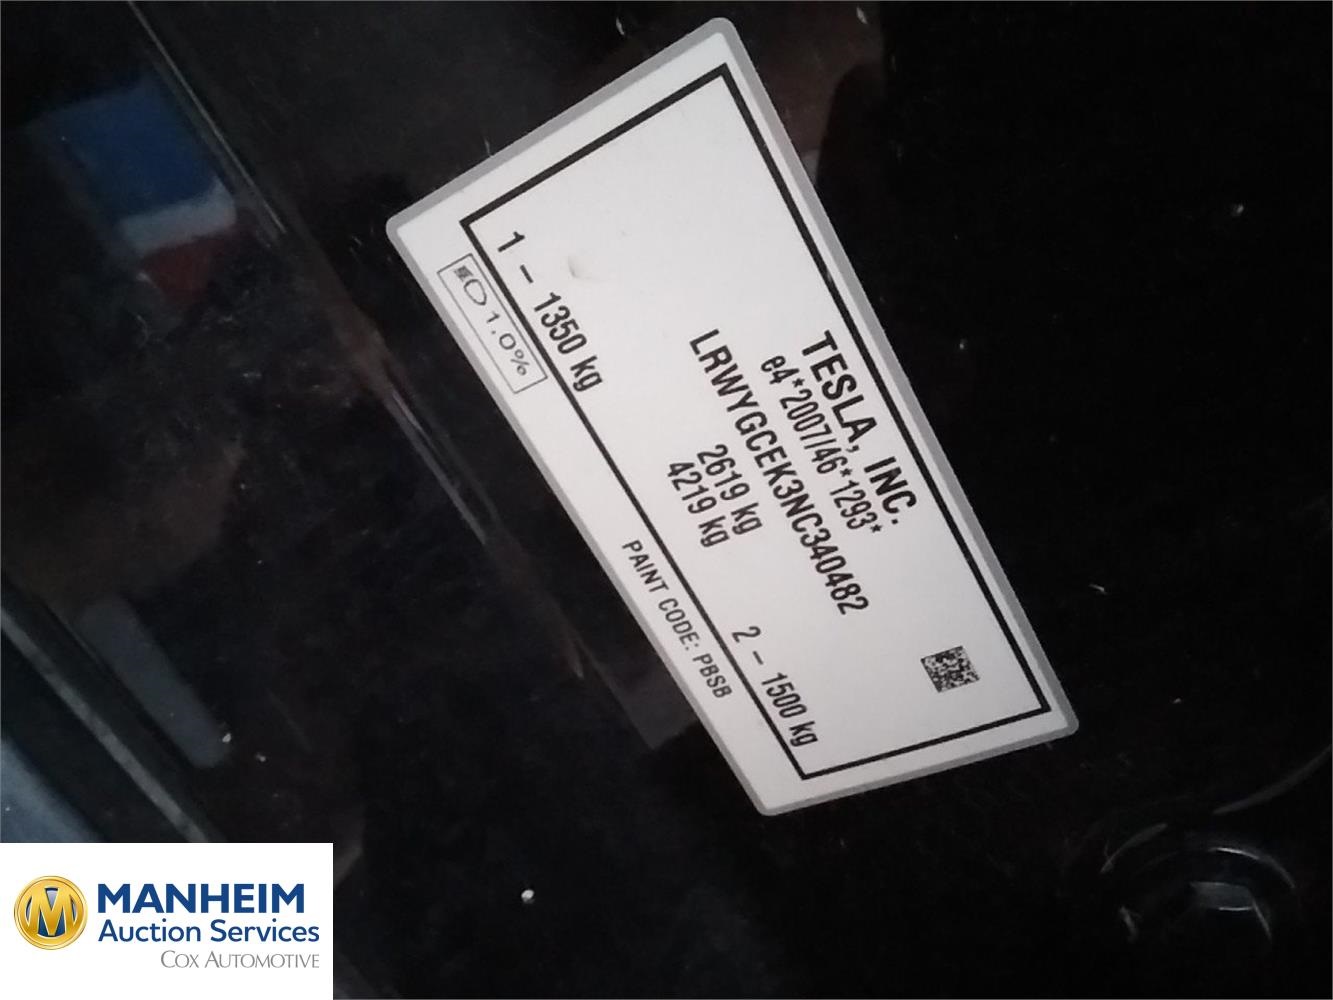 TESLA, INC.
e4*2007/46*1293*
LRWYGCEK3NC340482
2619 kg
4219 kg
1 – 1350 kg
2 – 1500 kg
1.0%
PAINT CODE: PBSB
MANHEIM
Auction Services
COX AUTOMOTIVE